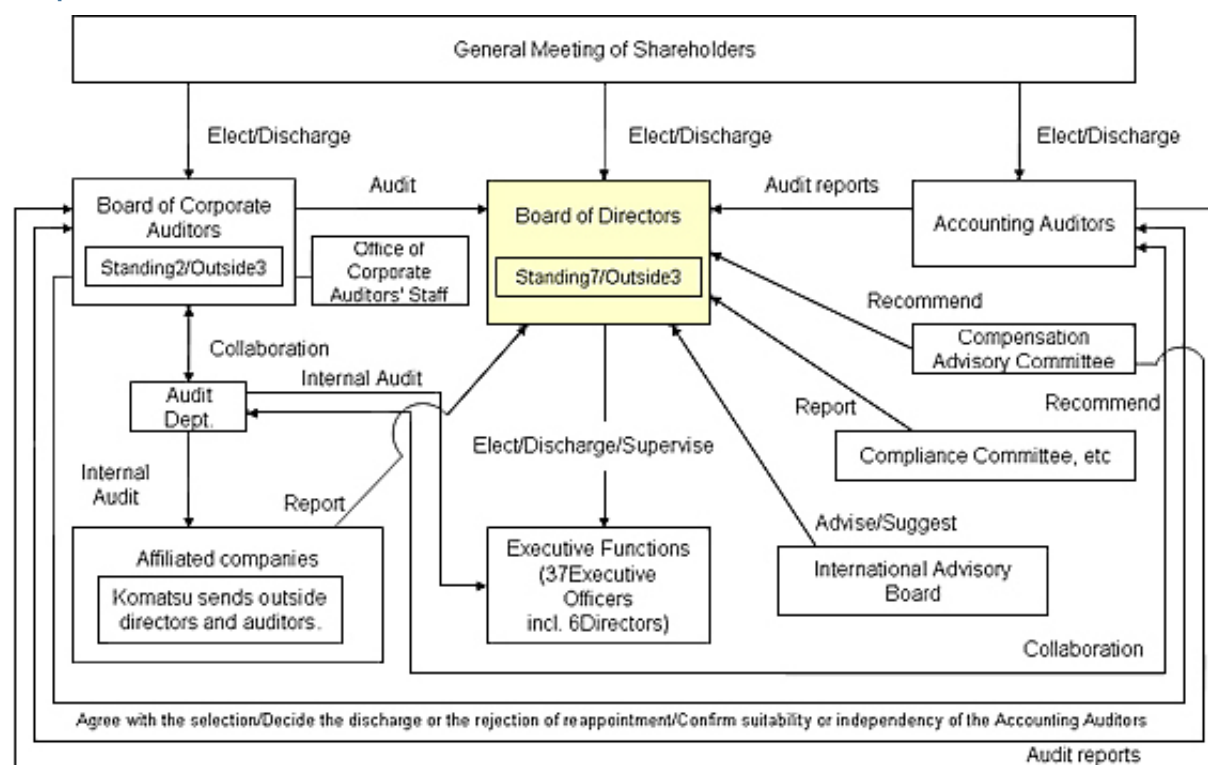 General Meeting of Shareholders
Elect/Discharge
Elect/Discharge
Elect/Discharge
Board of Corporate
Auditors
Standing2/Outside3
Audit
Office of
Corporate
Auditors' Staff
Board of Directors
Standing7/Outside3
Audit reports
Accounting Auditors
Recommend
Compensation
Advisory Committee
Recommend
Collaboration
Internal Audit
Audit
Dept.
Report
Compliance Committee, etc
Elect/Discharge/Supervise
Internal
Audit
Report
Advise/Suggest
Affiliated companies
Komatsu sends outside
directors and auditors.
Executive Functions
(37Executive
Officers
incl. 6Directors)
International Advisory
Board
Collaboration
Agree with the selection/Decide the discharge or the rejection of reappointment/Confirm suitability or independency of the Accounting Auditors
Audit reports